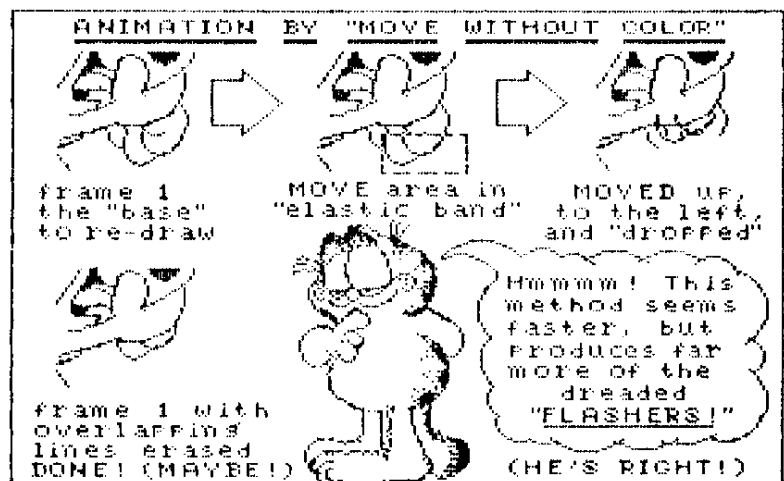 ANIMATION BY "MOVE WITHOUT COLOR"
frame 1
the "base"
to re-draw
MOVE area in
"elastic band"
MOVED up,
to the left,
and "dropped"
Hmmmm! This
method seems
faster, but
produces far
more of the
dreaded
"FLASHERS!"
frame 1 with
overlapping
lines erased
DONE! (MAYBE!)
(HE'S RIGHT!)